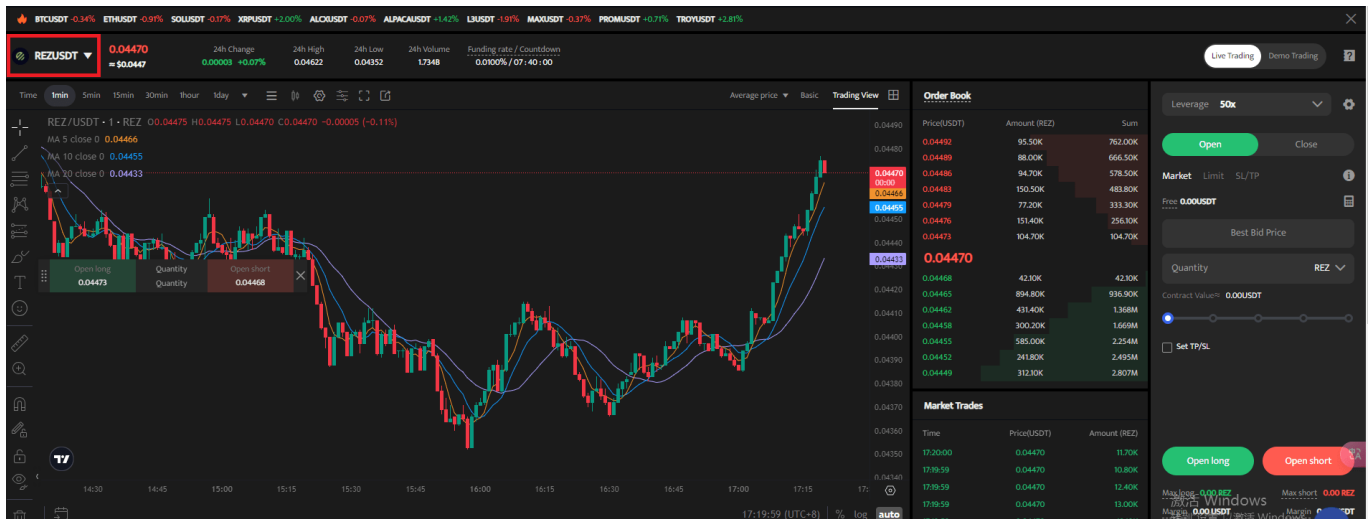 BTCUSDT -0.34% ETHUSDT -0.91% SOLUSDT -0.17% XRPUSDT +2.00% ALCXUSDT -0.07% ALPACAUSDT +1.42% L3USDT -1.91% MAXUSDT -0.37% PROMUSDT +0.71% TROYUSDT +2.81%
REZUSDT 0.04470 ≈ $0.0447
24h Change 24h High 24h Low 24h Volume Funding rate / Countdown
0.00003 +0.07% 0.04622 0.04352 1.734B 0.0100% / 07 : 40 : 00
Live Trading Demo Trading
Time 1min 5min 15min 30min 1hour 1day Average price Basic Trading View
REZ/USDT · 1 · REZ O0.04475 H0.04475 L0.04470 C0.04470 -0.00005 (-0.11%)
MA 5 close 0 0.04466
MA 10 close 0 0.04455
MA 20 close 0 0.04433
Open long Quantity Open short
0.04473 Quantity 0.04468
0.04490
0.04480
0.04470
00:00
0.04466
0.04455
0.04450
0.04440
0.04433
0.04430
0.04420
0.04410
0.04400
0.04390
0.04380
0.04370
0.04360
0.04350
0.04340
14:30 14:45 15:00 15:15 15:30 15:45 16:00 16:15 16:30 16:45 17:00 17:15 17:
17:19:59 (UTC+8) % log auto
Order Book
Price(USDT) Amount (REZ) Sum
0.04492 95.50K 762.00K
0.04489 88.00K 666.50K
0.04486 94.70K 578.50K
0.04483 150.50K 483.80K
0.04479 77.20K 333.30K
0.04476 151.40K 256.10K
0.04473 104.70K 104.70K
0.04470
0.04468 42.10K 42.10K
0.04465 894.80K 936.90K
0.04462 431.40K 1.368M
0.04458 300.20K 1.669M
0.04455 585.00K 2.254M
0.04452 241.80K 2.495M
0.04449 312.10K 2.807M
Market Trades
Time Price(USDT) Amount (REZ)
17:20:00 0.04470 11.70K
17:19:59 0.04470 10.80K
17:19:59 0.04470 12.40K
17:19:59 0.04470 13.00K
Leverage 50x
Open Close
Market Limit SL/TP
Free 0.00USDT
Best Bid Price
Quantity REZ
Contract Value≈ 0.00USDT
Set TP/SL
Open long Open short
Max long 0.00 REZ Max short 0.00 REZ
激活 Windows
Margin 0.00 USDT Margin